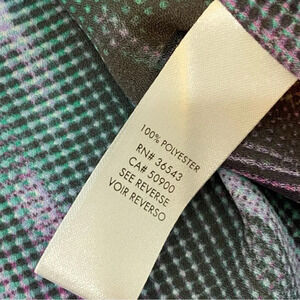 100% POLYESTER
RN# 36543
CA# 50900
SEE REVERSE
VOIR REVERSO